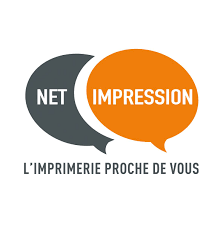 NET IMPRESSION
L'IMPRIMERIE PROCHE DE VOUS